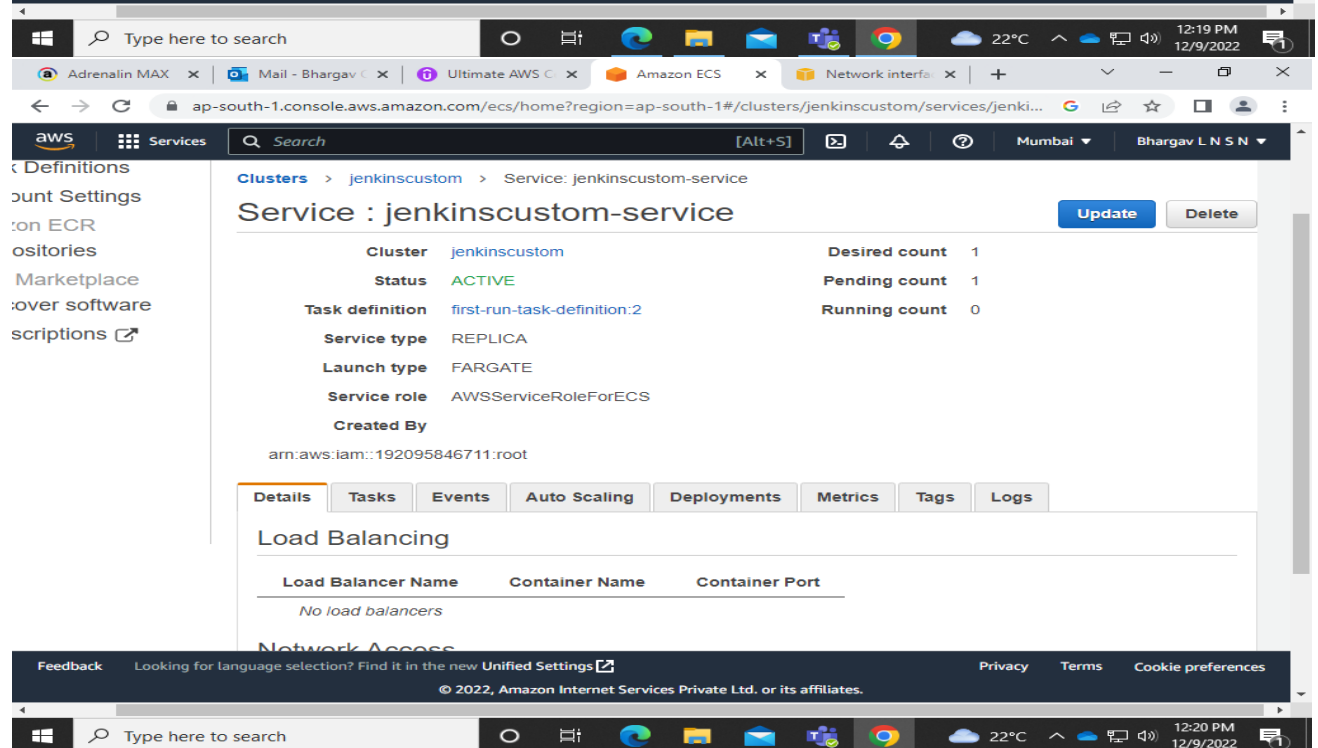 Type here to search
22°C
12:19 PM
12/9/2022
1
Adrenalin MAX
Mail - Bhargav
Ultimate AWS C
Amazon ECS
Network interfa
ap-south-1.console.aws.amazon.com/ecs/home?region=ap-south-1#/clusters/jenkinscustom/services/jenki...
aws
Services
Search
[Alt+S]
Mumbai
Bhargav L N S N
Definitions
ount Settings
zon ECR
ositories
Marketplace
cover software
scriptions
Clusters > jenkinscustom > Service: jenkinscustom-service
Service : jenkinscustom-service
Update
Delete
Cluster jenkinscustom
Desired count 1
Status ACTIVE
Pending count 1
Task definition first-run-task-definition:2
Running count 0
Service type REPLICA
Launch type FARGATE
Service role AWSServiceRoleForECS
Created By
arn:aws:iam::192095846711:root
Details
Tasks
Events
Auto Scaling
Deployments
Metrics
Tags
Logs
Load Balancing
Load Balancer Name
Container Name
Container Port
No load balancers
Network Access
Feedback
Looking for language selection? Find it in the new Unified Settings
Privacy
Terms
Cookie preferences
© 2022, Amazon Internet Services Private Ltd. or its affiliates.
Type here to search
22°C
12:20 PM
12/9/2022
1